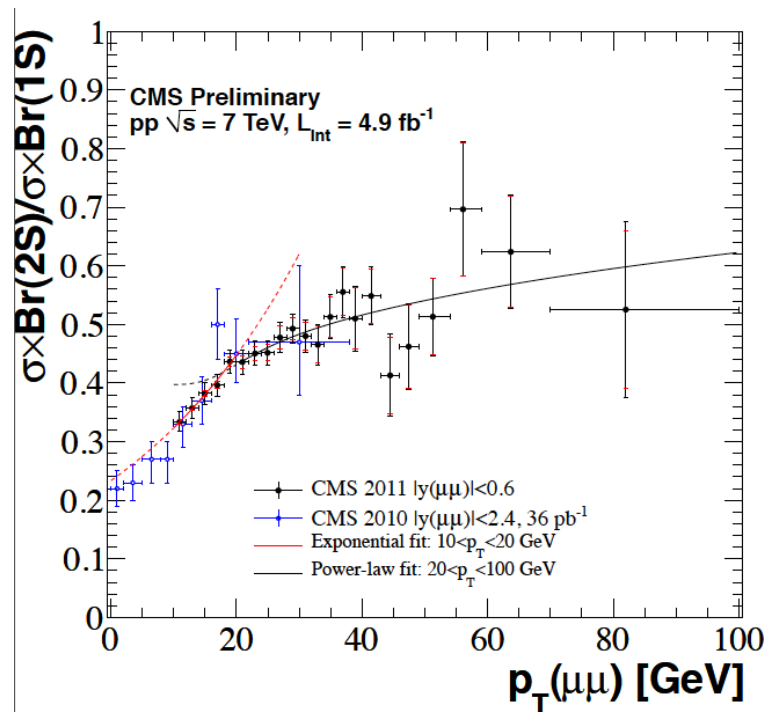 CMS Preliminary
pp √s = 7 TeV, L_Int = 4.9 fb⁻¹
σ×Br(2S)/σ×Br(1S)
1
0.9
0.8
0.7
0.6
0.5
0.4
0.3
0.2
0.1
0
CMS 2011 |y(μμ)|<0.6
CMS 2010 |y(μμ)|<2.4, 36 pb⁻¹
Exponential fit: 10<p_T<20 GeV
Power-law fit: 20<p_T<100 GeV
0 20 40 60 80 100
p_T(μμ) [GeV]